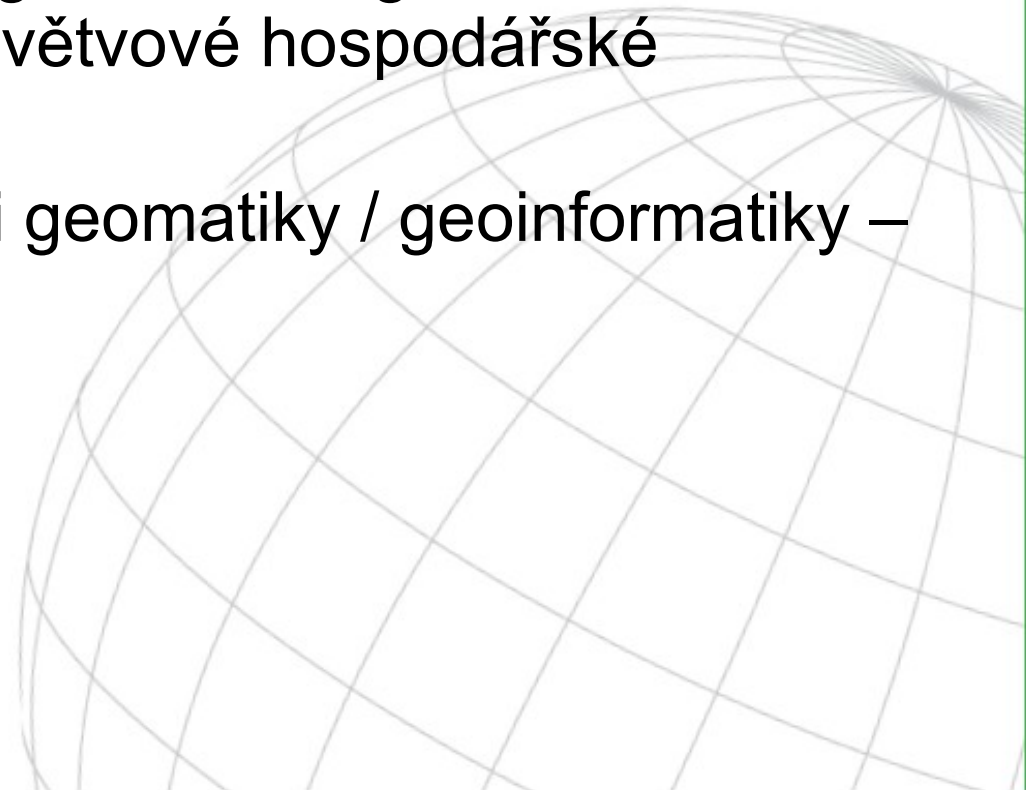 větvové hospodářské
i geomatiky / geoinformatiky –